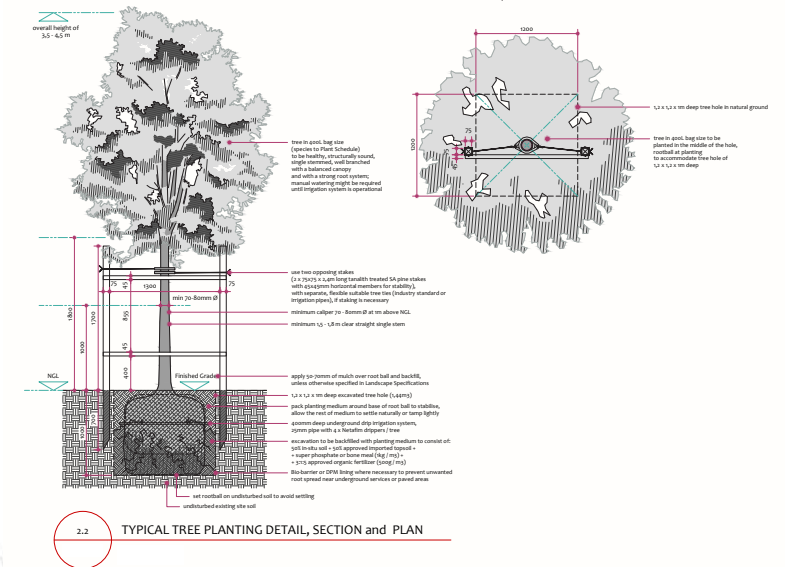 overall height of
3,5 - 4,5 m
tree in 400L bag size
(species to Plant Schedule)
to be healthy, structurally sound,
single stemmed, well branched
with a balanced canopy
and with a strong root system;
manual watering might be required
until irrigation system is operational
use two opposing stakes
(2 x 75x75 x 2,4m long tanalith treated SA pine stakes
with 45x45mm horizontal members for stability),
with separate, flexible suitable tree ties (industry standard or
irrigation pipes), if staking is necessary
75
1300
75
45
min 70-80mm Ø
minimum caliper 70 - 80mm Ø at 1m above NGL
minimum 1,5 - 1,8 m clear straight single stem
1800
1700
1000
855
45
400
NGL
Finished Grade
apply 50-70mm of mulch over root ball and backfill,
unless otherwise specified in Landscape Specifications
1,2 x 1,2 x 1m deep excavated tree hole (1,44m3)
pack planting medium around base of root ball to stabilise,
allow the rest of medium to settle naturally or tamp lightly
400mm deep underground drip irrigation system,
25mm pipe with 4 x Netafim drippers / tree
excavation to be backfilled with planting medium to consist of:
50% in-situ soil + 50% approved imported topsoil +
+ super phosphate or bone meal (1kg / m3) +
+ 3:1:5 approved organic fertilizer (500g / m3)
Bio-barrier or DPM lining where necessary to prevent unwanted
root spread near underground services or paved areas
1000
700
set rootball on undisturbed soil to avoid settling
undisturbed existing site soil
2.2
TYPICAL TREE PLANTING DETAIL, SECTION and PLAN
1200
1200
75
1,2 x 1,2 x 1m deep tree hole in natural ground
tree in 400L bag size to be
planted in the middle of the hole,
rootball at planting
to accommodate tree hole of
1,2 x 1,2 x 1m deep